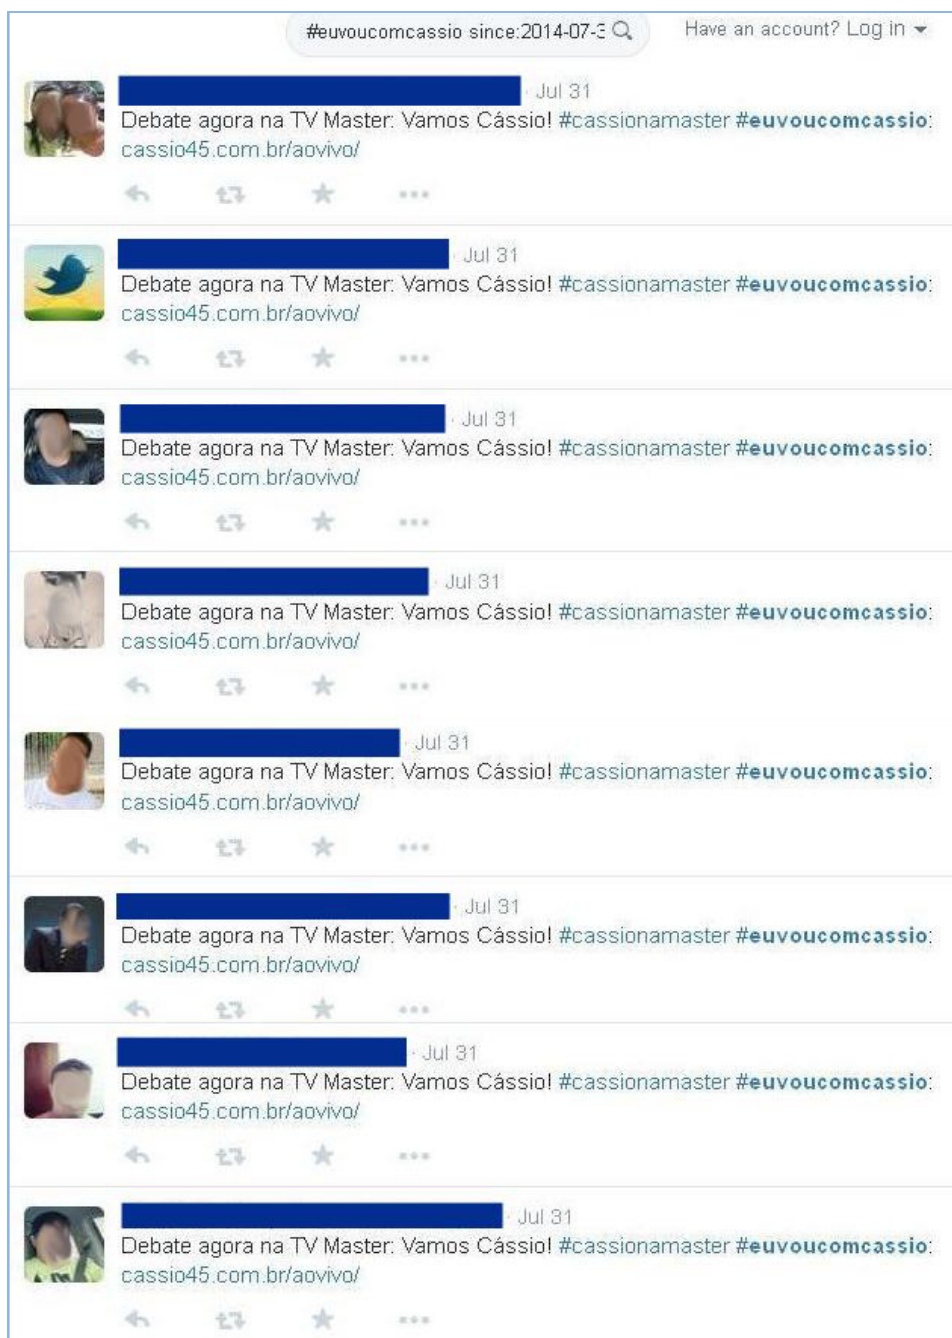 #euvoucomcassio since:2014-07-3
Have an account? Log in
· Jul 31
Debate agora na TV Master: Vamos Cássio! #cassionamaster #euvoucomcassio:
cassio45.com.br/aovivo/
· Jul 31
Debate agora na TV Master: Vamos Cássio! #cassionamaster #euvoucomcassio:
cassio45.com.br/aovivo/
· Jul 31
Debate agora na TV Master: Vamos Cássio! #cassionamaster #euvoucomcassio:
cassio45.com.br/aovivo/
· Jul 31
Debate agora na TV Master: Vamos Cássio! #cassionamaster #euvoucomcassio:
cassio45.com.br/aovivo/
· Jul 31
Debate agora na TV Master: Vamos Cássio! #cassionamaster #euvoucomcassio:
cassio45.com.br/aovivo/
· Jul 31
Debate agora na TV Master: Vamos Cássio! #cassionamaster #euvoucomcassio:
cassio45.com.br/aovivo/
· Jul 31
Debate agora na TV Master: Vamos Cássio! #cassionamaster #euvoucomcassio:
cassio45.com.br/aovivo/
· Jul 31
Debate agora na TV Master: Vamos Cássio! #cassionamaster #euvoucomcassio:
cassio45.com.br/aovivo/